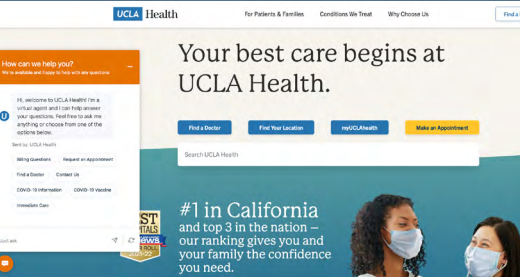 UCLA Health
For Patients & Families
Conditions We Treat
Why Choose Us
Find a
How can we help you?
We're available and happy to help with any questions
Your best care begins at
UCLA Health.
Hi, welcome to UCLA Health! I'm a
virtual agent and I can help answer
your questions. Feel free to ask me
anything or choose from one of the
options below.
Sent by UCLA Health
Billing Questions
Request an Appointment
Find a Doctor
Contact Us
COVID-19 Information
COVID-19 Vaccine
Immediate Care
Just ask
Find a Doctor
Find Your Location
myUCLAhealth
Make an Appointment
Search UCLA Health
#1 in California
and top 3 in the nation –
our ranking gives you and
your family the confidence
you need.